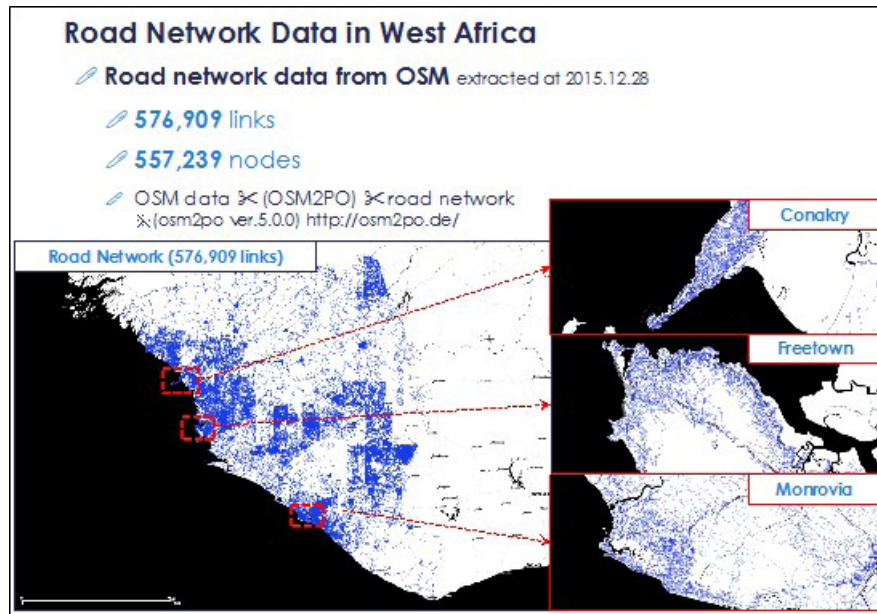 Road Network Data in West Africa
Road network data from OSM extracted at 2015.12.28
576,909 links
557,239 nodes
OSM data ✂ (OSM2PO) ✂ road network
※(osm2po ver.5.0.0) http://osm2po.de/
Road Network (576,909 links)
Conakry
Freetown
Monrovia